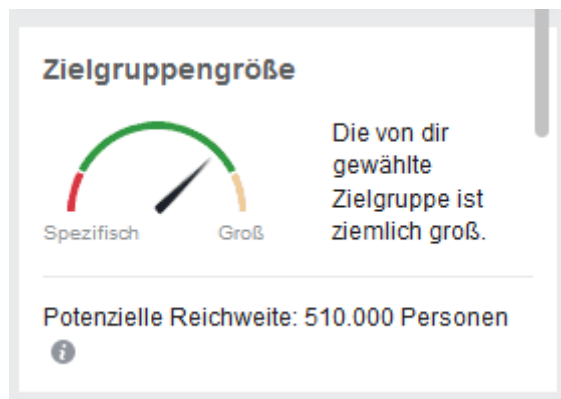 Zielgruppengröße
Die von dir
gewählte
Zielgruppe ist
ziemlich groß.
Spezifisch Groß
Potenzielle Reichweite: 510.000 Personen